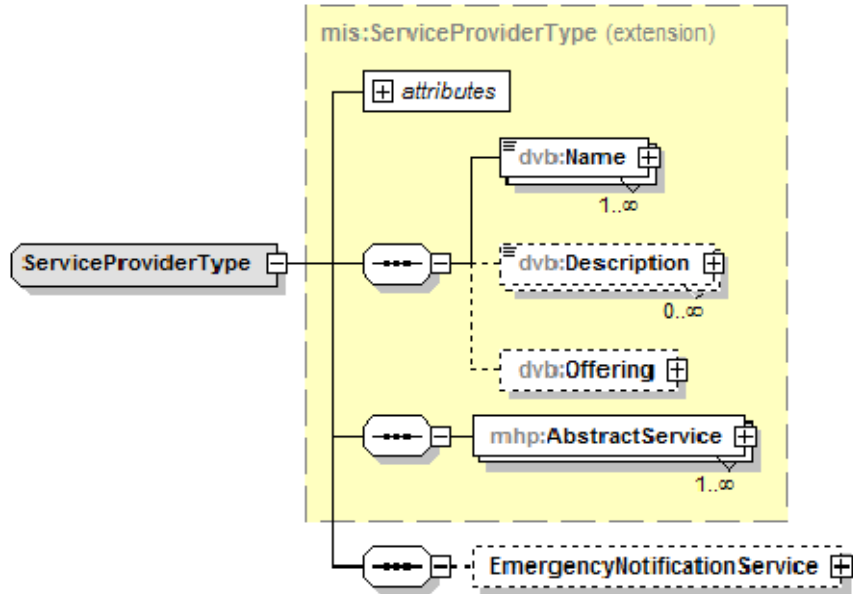 mis:ServiceProviderType (extension)
attributes
dvb:Name
1..∞
ServiceProviderType
dvb:Description
0..∞
dvb:Offering
mhp:AbstractService
1..∞
EmergencyNotificationService